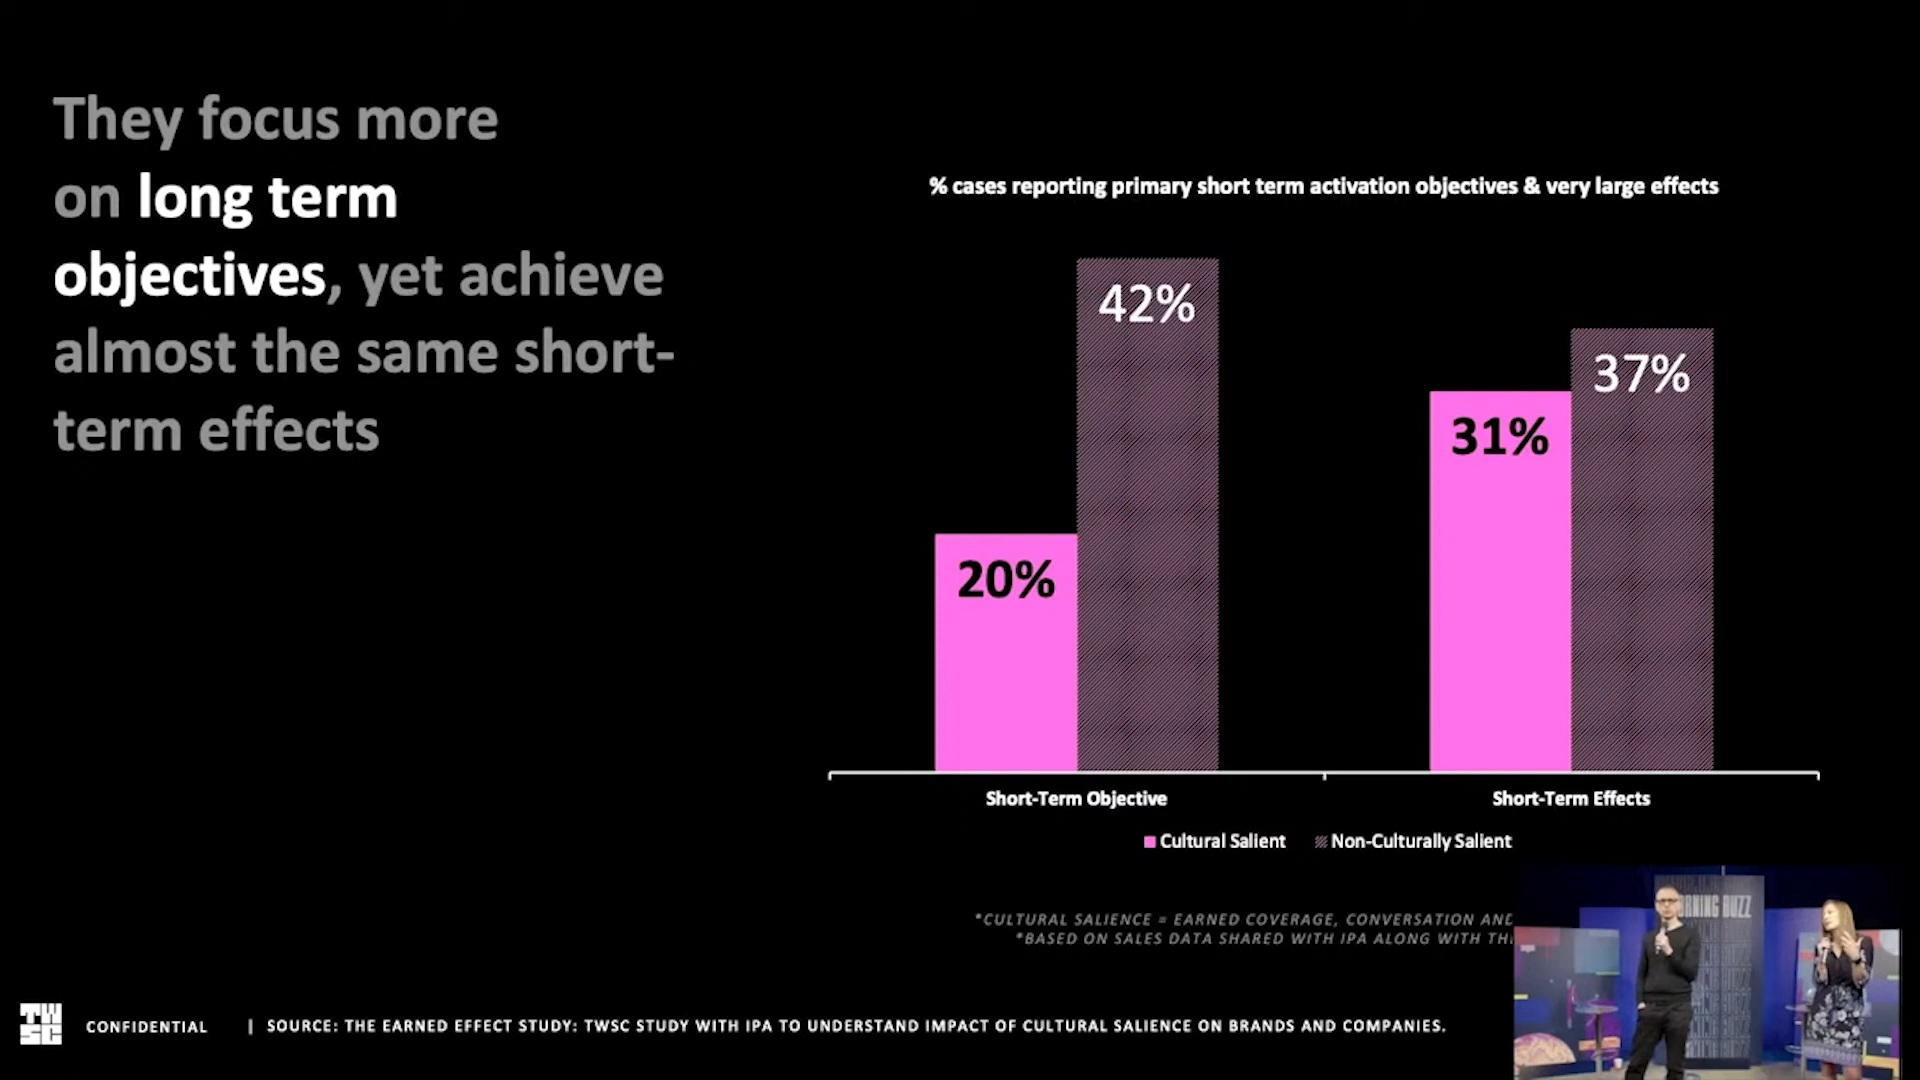 They focus more
on long term
objectives, yet achieve
almost the same short-
term effects
% cases reporting primary short term activation objectives & very large effects
42%
37%
31%
20%
Short-Term Objective
Short-Term Effects
Cultural Salient
Non-Culturally Salient
*CULTURAL SALIENCE = EARNED COVERAGE, CONVERSATION AND
*BASED ON SALES DATA SHARED WITH IPA ALONG WITH
TW
SC
CONFIDENTIAL | SOURCE: THE EARNED EFFECT STUDY: TWSC STUDY WITH IPA TO UNDERSTAND IMPACT OF CULTURAL SALIENCE ON BRANDS AND COMPANIES.
BUZZ